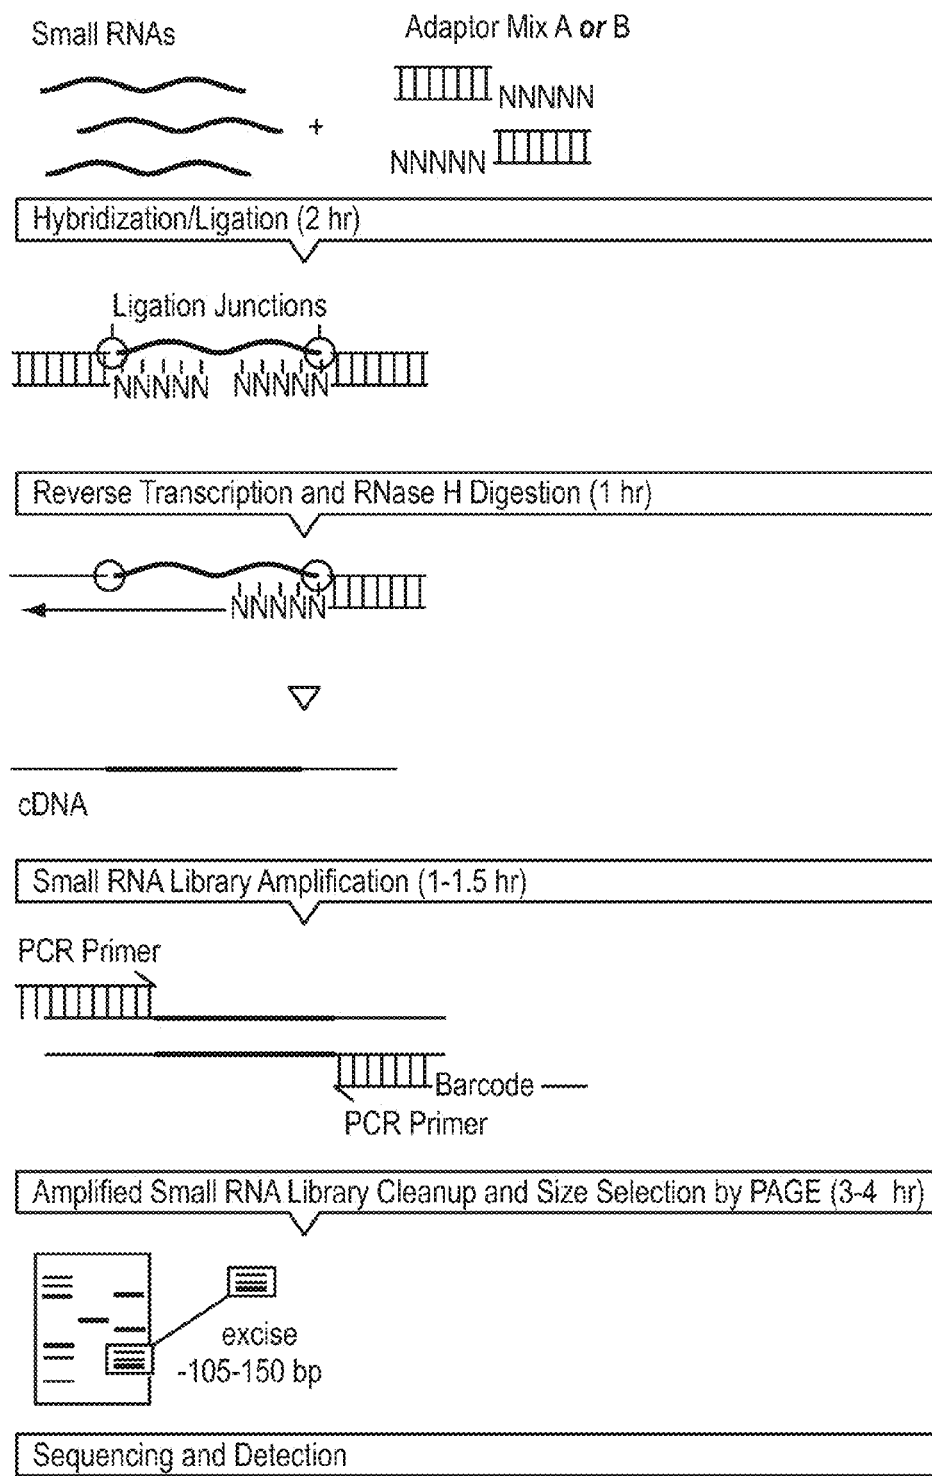 Small RNAs
Adaptor Mix A or B
NNNNN
+
NNNNN
Hybridization/Ligation (2 hr)
Ligation Junctions
NNNNN NNNNN
Reverse Transcription and RNase H Digestion (1 hr)
NNNNN
cDNA
Small RNA Library Amplification (1-1.5 hr)
PCR Primer
Barcode
PCR Primer
Amplified Small RNA Library Cleanup and Size Selection by PAGE (3-4 hr)
excise
-105-150 bp
Sequencing and Detection